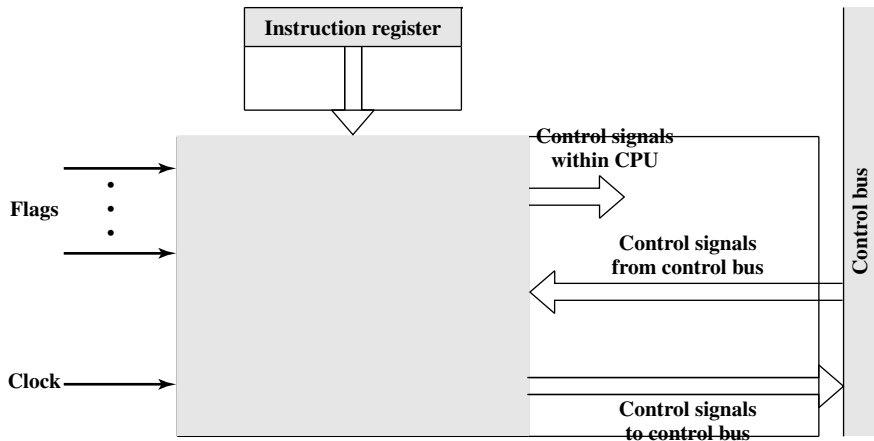 Instruction register
Control signals
within CPU
Flags
Control signals
from control bus
Control bus
Clock
Control signals
to control bus